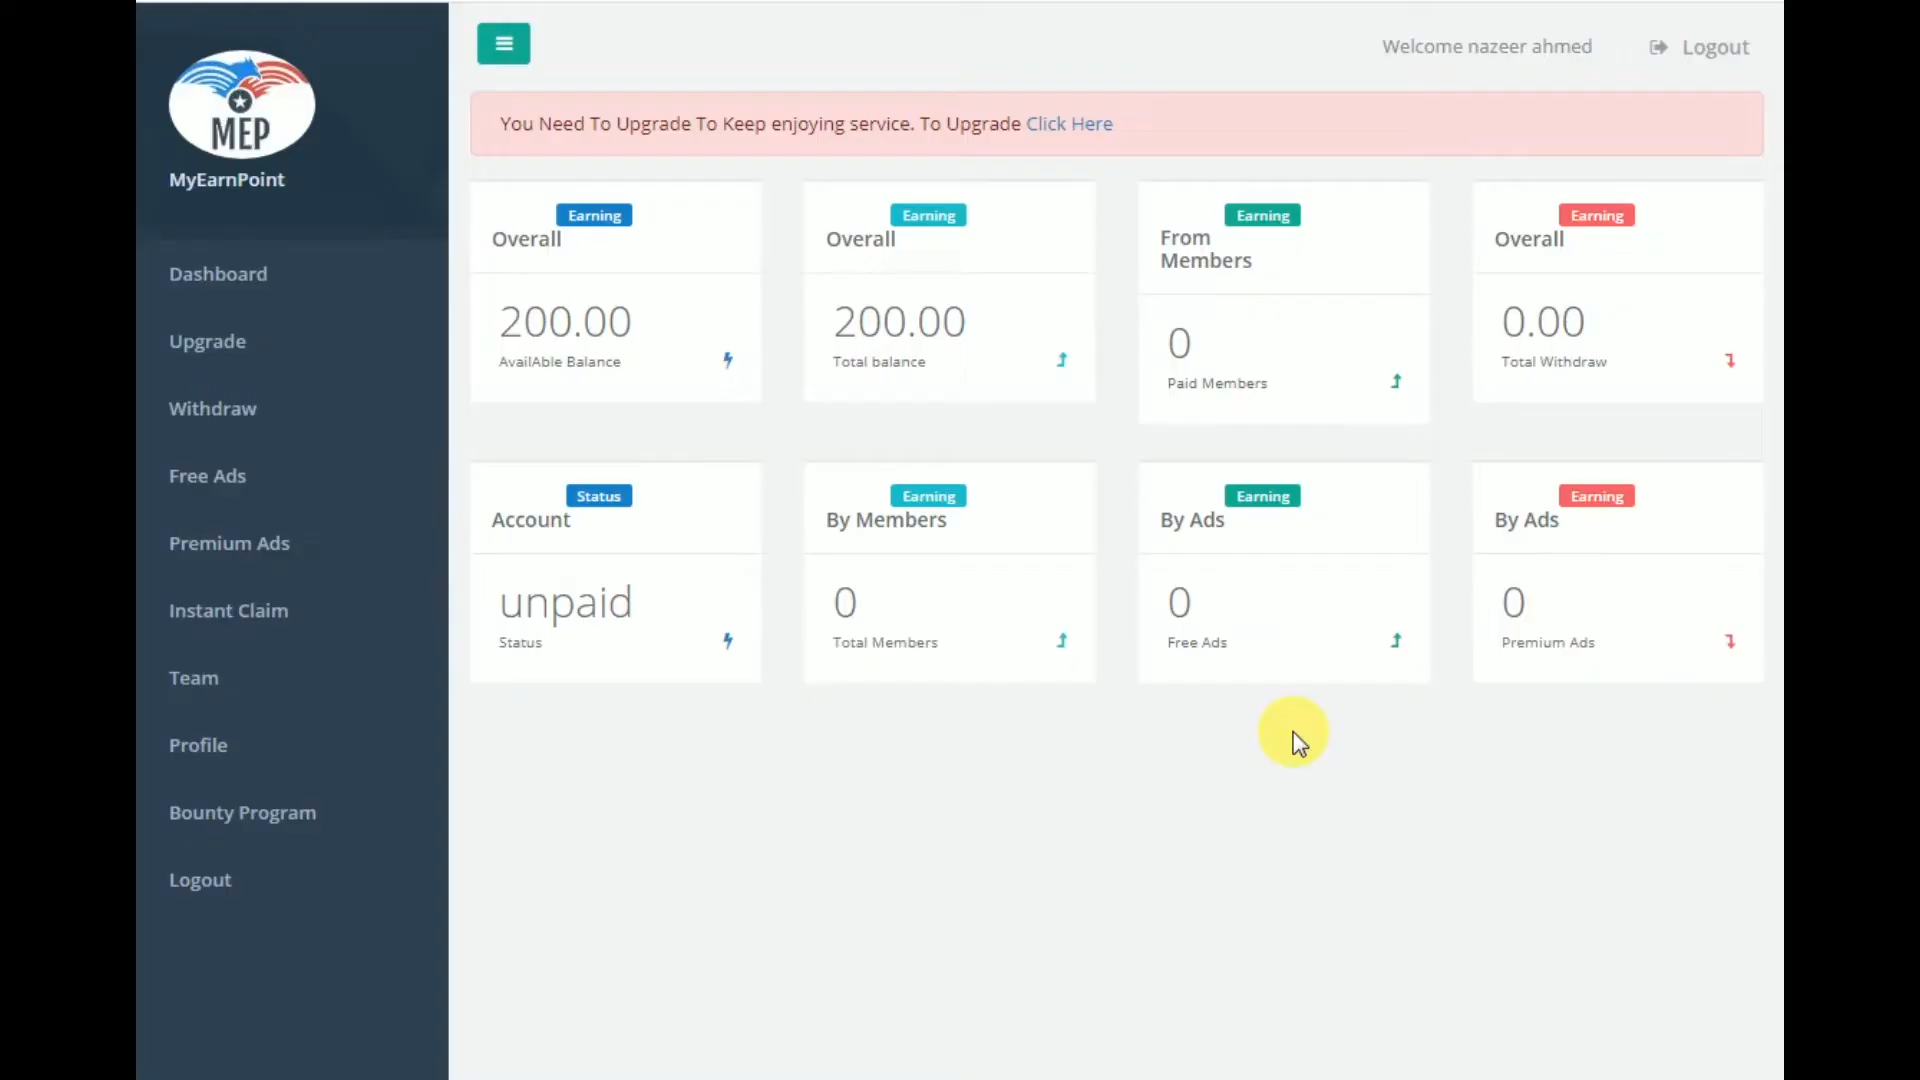 Welcome nazeer ahmed
Logout
MEP
MyEarnPoint
You Need To Upgrade To Keep enjoying service. To Upgrade Click Here
Dashboard
Upgrade
Withdraw
Free Ads
Premium Ads
Instant Claim
Team
Profile
Bounty Program
Logout
Earning
Overall
200.00
AvailAble Balance
Earning
Overall
200.00
Total balance
Earning
From
Members
0
Paid Members
Earning
Overall
0.00
Total Withdraw
Status
Account
unpaid
Status
Earning
By Members
0
Total Members
Earning
By Ads
0
Free Ads
Earning
By Ads
0
Premium Ads